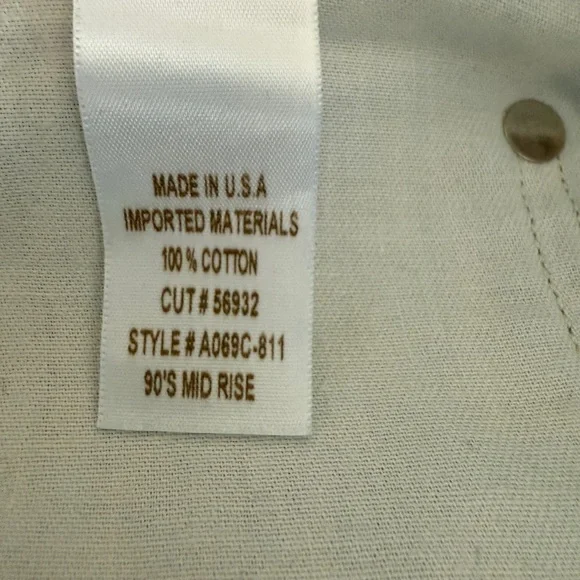 MADE IN U.S.A
IMPORTED MATERIALS
100 % COTTON
CUT # 56932
STYLE # A069C-811
90'S MID RISE